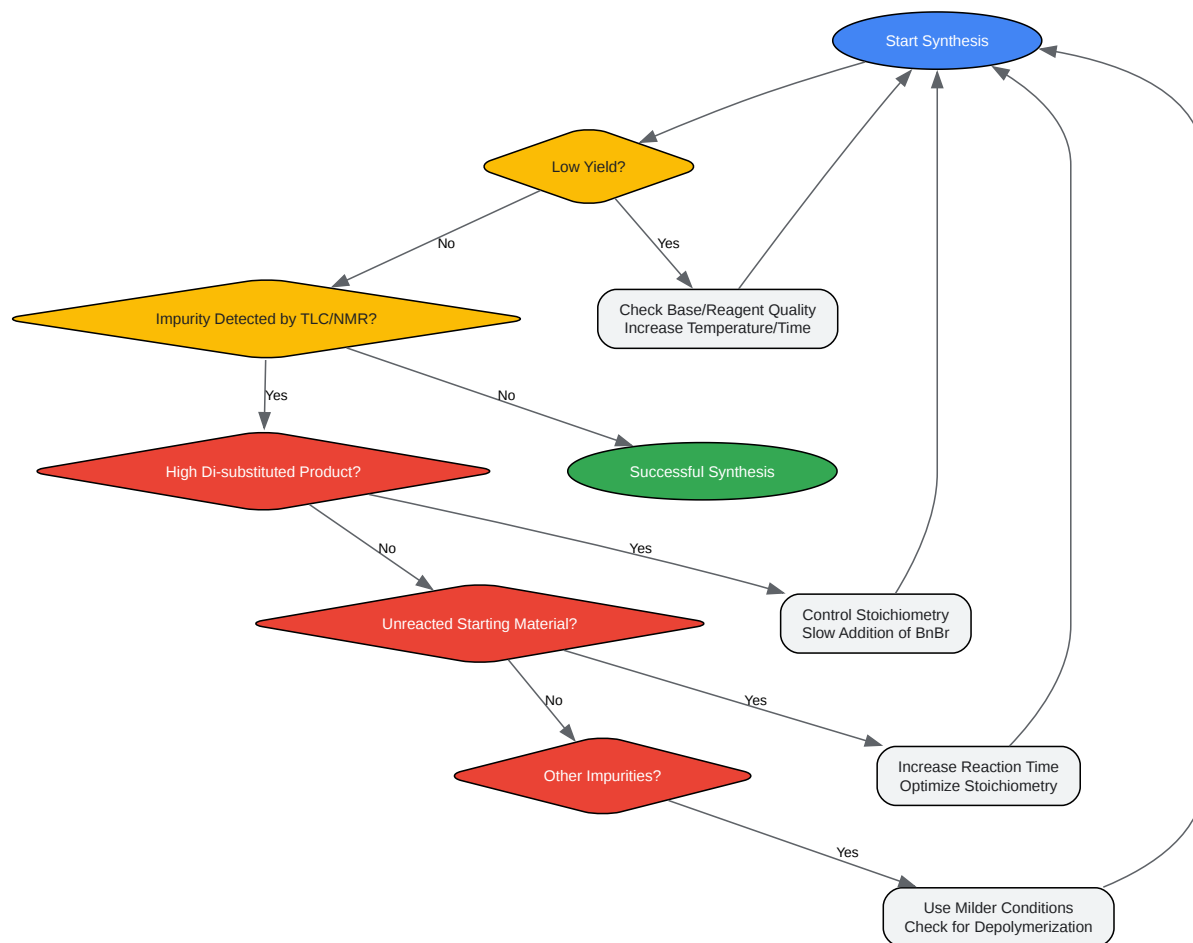 Start Synthesis
Low Yield?
No
Yes
Check Base/Reagent Quality
Increase Temperature/Time
Impurity Detected by TLC/NMR?
Yes
No
High Di-substituted Product?
Successful Synthesis
No
Yes
Control Stoichiometry
Slow Addition of BnBr
Unreacted Starting Material?
No
Yes
Increase Reaction Time
Optimize Stoichiometry
Other Impurities?
Yes
Use Milder Conditions
Check for Depolymerization